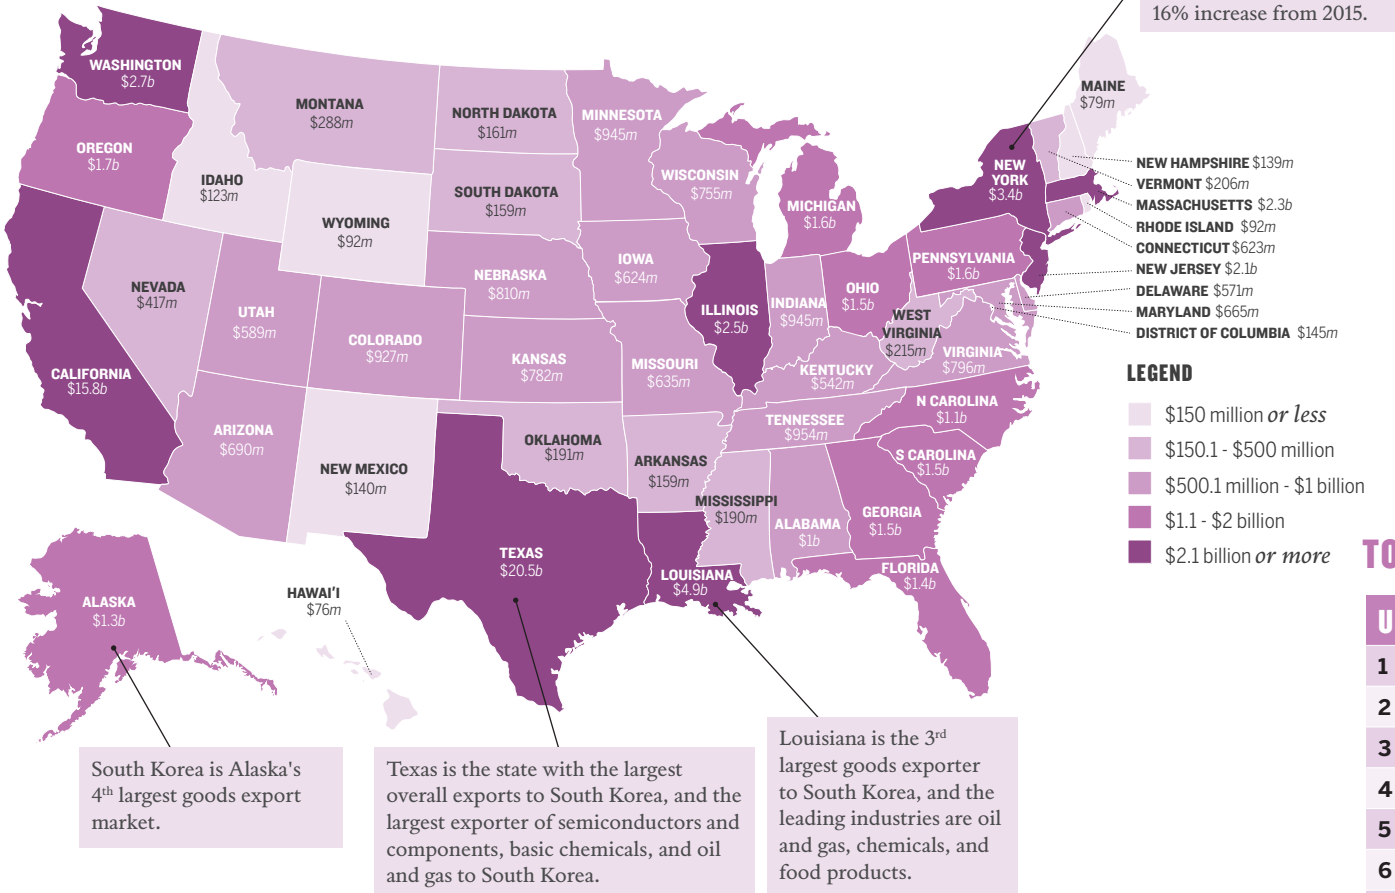 16% increase from 2015.
WASHINGTON
$2.7b
OREGON
$1.7b
CALIFORNIA
$15.8b
IDAHO
$123m
NEVADA
$417m
MONTANA
$288m
WYOMING
$92m
UTAH
$589m
ARIZONA
$690m
COLORADO
$927m
NEW MEXICO
$140m
NORTH DAKOTA
$161m
SOUTH DAKOTA
$159m
NEBRASKA
$810m
KANSAS
$782m
OKLAHOMA
$191m
TEXAS
$20.5b
MINNESOTA
$945m
IOWA
$624m
MISSOURI
$635m
ARKANSAS
$159m
LOUISIANA
$4.9b
WISCONSIN
$755m
ILLINOIS
$2.5b
MICHIGAN
$1.6b
INDIANA
$945m
OHIO
$1.5b
KENTUCKY
$542m
TENNESSEE
$954m
MISSISSIPPI
$190m
ALABAMA
$1b
GEORGIA
$1.5b
FLORIDA
$1.4b
S CAROLINA
$1.5b
N CAROLINA
$1.1b
VIRGINIA
$796m
WEST
VIRGINIA
$215m
PENNSYLVANIA
$1.6b
NEW
YORK
$3.4b
MAINE
$79m
NEW HAMPSHIRE $139m
VERMONT $206m
MASSACHUSETTS $2.3b
RHODE ISLAND $92m
CONNECTICUT $623m
NEW JERSEY $2.1b
DELAWARE $571m
MARYLAND $665m
DISTRICT OF COLUMBIA $145m
ALASKA
$1.3b
HAWAI'I
$76m
LEGEND
$150 million or less
$150.1 - $500 million
$500.1 million - $1 billion
$1.1 - $2 billion
$2.1 billion or more
South Korea is Alaska's
4th largest goods export
market.
Texas is the state with the largest
overall exports to South Korea, and the
largest exporter of semiconductors and
components, basic chemicals, and oil
and gas to South Korea.
Louisiana is the 3rd
largest goods exporter
to South Korea, and the
leading industries are oil
and gas, chemicals, and
food products.
TO
U
1
2
3
4
5
6